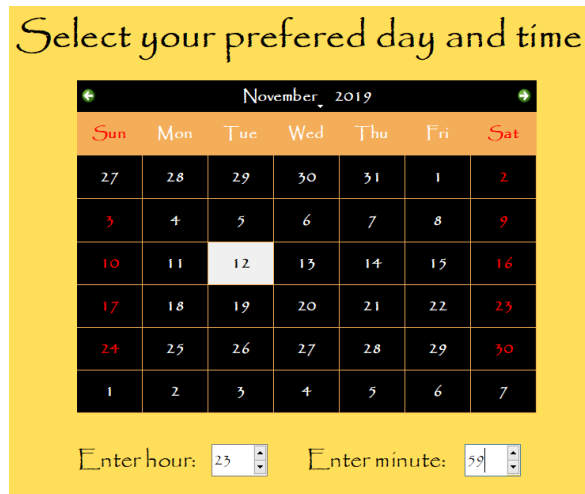 Select your prefered day and time
November 2019
Sun Mon Tue Wed Thu Fri Sat
27 28 29 30 31 1 2
3 4 5 6 7 8 9
10 11 12 13 14 15 16
17 18 19 20 21 22 23
24 25 26 27 28 29 30
1 2 3 4 5 6 7
Enter hour: 23 Enter minute: 59